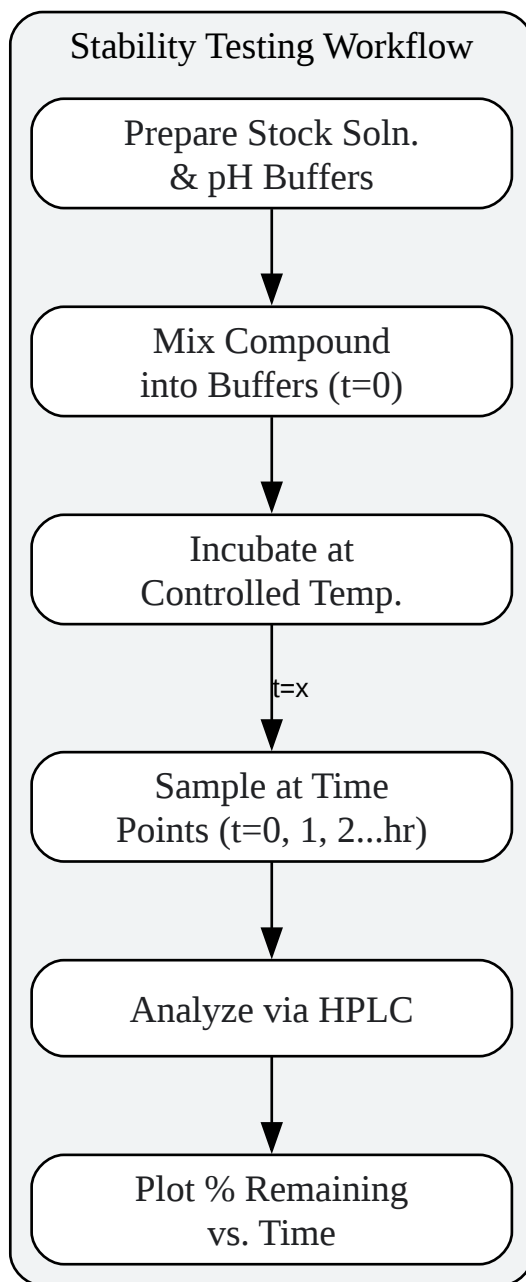 Stability Testing Workflow
Prepare Stock Soln.
& pH Buffers
Mix Compound
into Buffers (t=0)
Incubate at
Controlled Temp.
t=x
Sample at Time
Points (t=0, 1, 2...hr)
Analyze via HPLC
Plot % Remaining
vs. Time